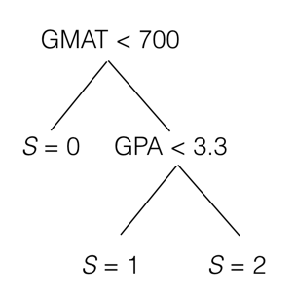 GMAT < 700
S = 0 GPA < 3.3
S = 1 S = 2